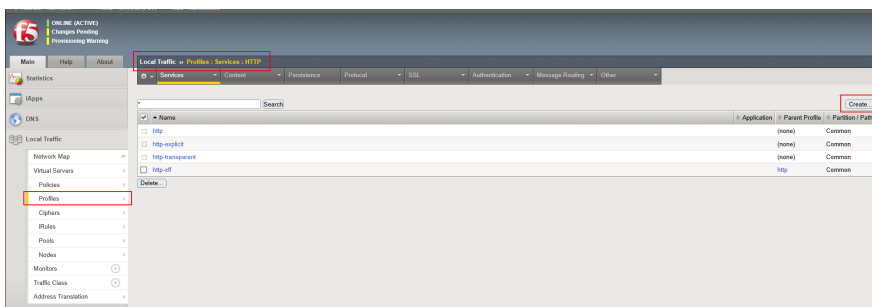 ONLINE (ACTIVE)
Changes Pending
Provisioning Warning
f5
Main Help About
Local Traffic » Profiles : Services : HTTP
Services Content Persistence Protocol SSL Authentication Message Routing Other
Statistics
iApps
DNS
Local Traffic
Network Map
Virtual Servers
Policies
Profiles
Ciphers
iRules
Pools
Nodes
Monitors
Traffic Class
Address Translation
* Search
Create...
Name Application Parent Profile Partition / Path
http (none) Common
http-explicit (none) Common
http-transparent (none) Common
http-xff http Common
Delete...